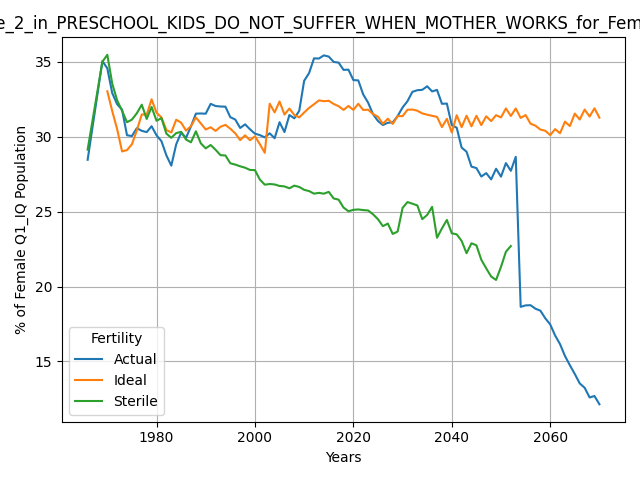 e_2_in_PRESCHOOL_KIDS_DO_NOT_SUFFER_WHEN_MOTHER_WORKS_for_Fem
35
30
25
20
15
% of Female Q1_IQ Population
Fertility
Actual
Ideal
Sterile
1980
2000
2020
2040
2060
Years